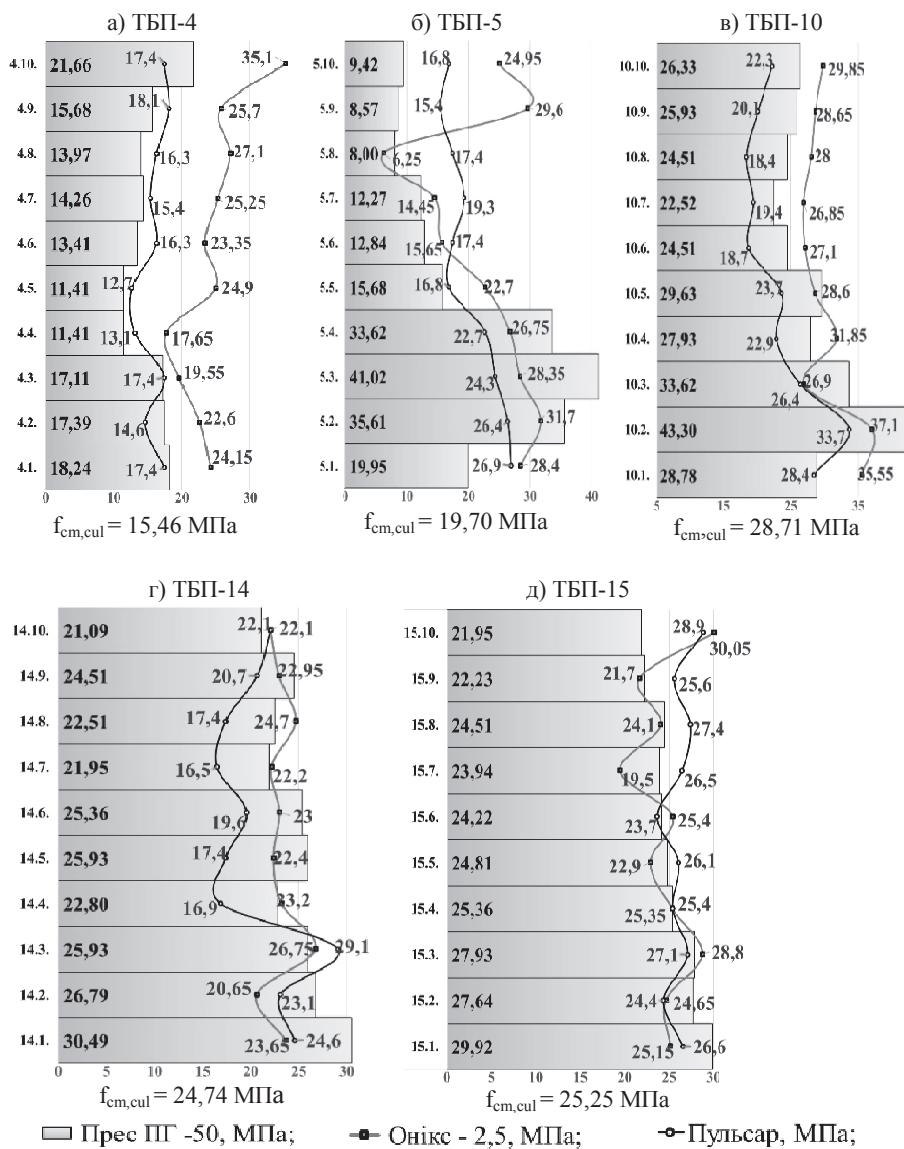 а) ТБП-4
4.10. 21,66 17,4 35,1
4.9. 15,68 18,1 25,7
4.8. 13,97 16,3 27,1
4.7. 14,26 15,4 25,25
4.6. 13,41 16,3 23,35
4.5. 11,41 12,7 24,9
4.4. 11,41 13,1 17,65
4.3. 17,11 17,4 19,55
4.2. 17,39 14,6 22,6
4.1. 18,24 17,4 24,15
0 10 20 30
fcm,cul = 15,46 МПа
б) ТБП-5
5.10. 9,42 16,8 24,95
5.9. 8,57 15,4 29,6
5.8. 8,00 6,25 17,4
5.7. 12,27 14,45 19,3
5.6. 12,84 15,65 17,4
5.5. 15,68 16,8 22,7
5.4. 33,62 22,7 26,75
5.3. 41,02 24,3 28,35
5.2. 35,61 26,4 31,7
5.1. 19,95 26,9 28,4
0 10 20 30 40
fcm,cul = 19,70 МПа
в) ТБП-10
10.10. 26,33 22,3 29,85
10.9. 25,93 20,1 28,65
10.8. 24,51 18,4 28
10.7. 22,52 19,4 26,85
10.6. 24,51 18,7 27,1
10.5. 29,63 23,7 28,6
10.4. 27,93 22,9 31,85
10.3. 33,62 26,4 26,9
10.2. 43,30 33,7 37,1
10.1. 28,78 28,4 35,55
5 15 25 35
fcm,cul = 28,71 МПа
г) ТБП-14
14.10. 21,09 22,1 22,1
14.9. 24,51 20,7 22,95
14.8. 22,51 17,4 24,7
14.7. 21,95 16,5 22,2
14.6. 25,36 19,6 23
14.5. 25,93 17,4 22,4
14.4. 22,80 16,9 23,2
14.3. 25,93 26,75 29,1
14.2. 26,79 20,65 23,1
14.1. 30,49 23,65 24,6
0 5 10 15 20 25 30
fcm,cul = 24,74 МПа
д) ТБП-15
15.10. 21,95 28,9 30,05
15.9. 22,23 21,7 25,6
15.8. 24,51 24,1 27,4
15.7. 23,94 19,5 26,5
15.6. 24,22 23,7 25,4
15.5. 24,81 22,9 26,1
15.4. 25,36 25,35 25,4
15.3. 27,93 27,1 28,8
15.2. 27,64 24,4 24,65
15.1. 29,92 25,15 26,6
0 5 10 15 20 25 30
fcm,cul = 25,25 МПа
Прес ПГ -50, МПа; Онікс - 2,5, МПа; Пульсар, МПа;